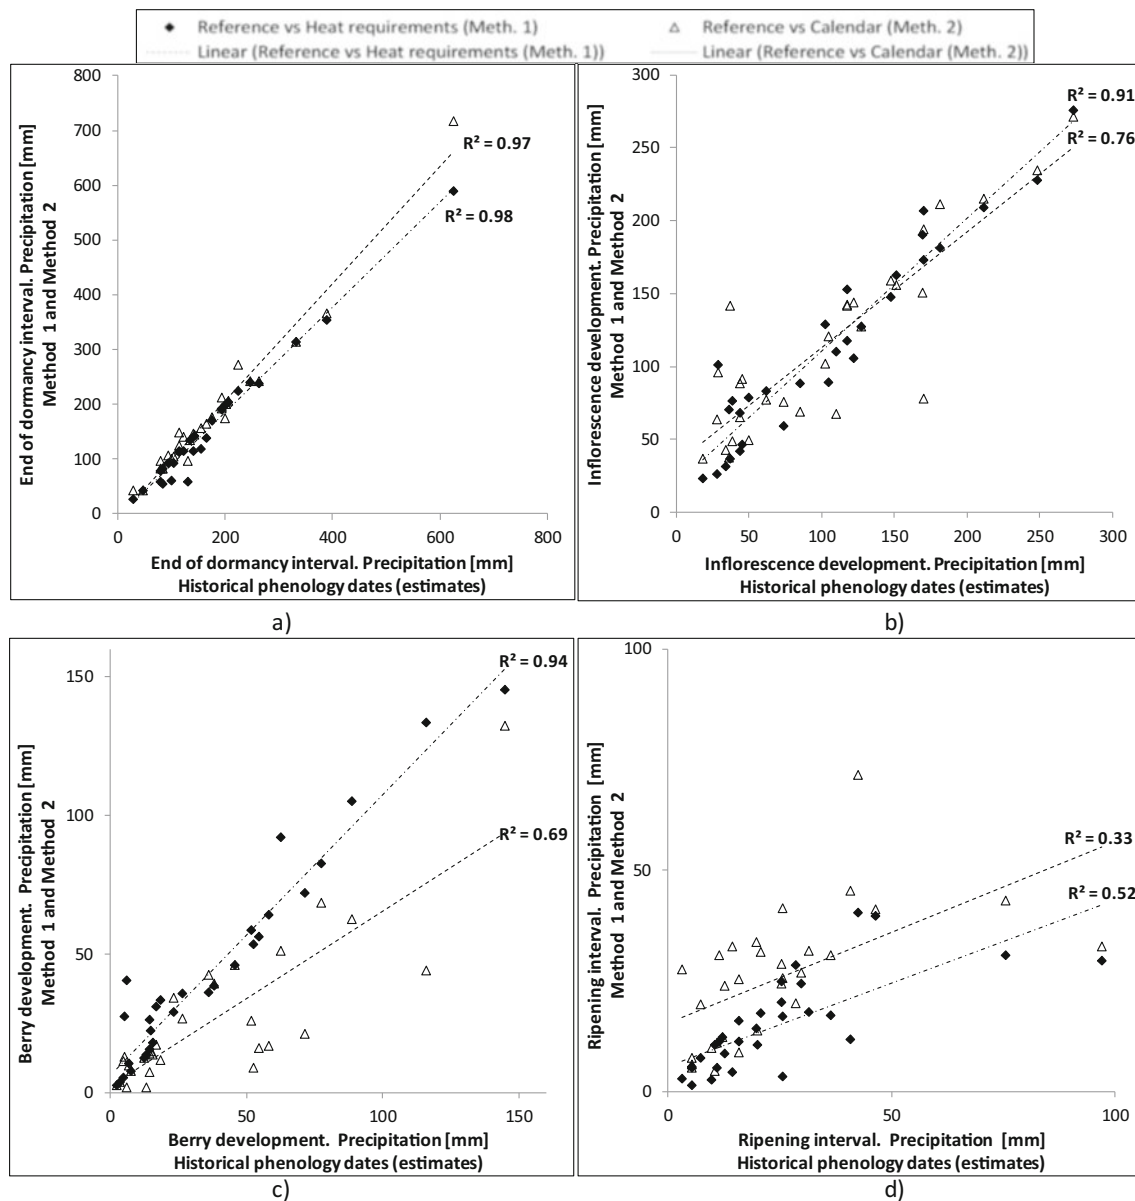 Reference vs Heat requirements (Meth. 1)
Reference vs Calendar (Meth. 2)
Linear (Reference vs Heat requirements (Meth. 1))
Linear (Reference vs Calendar (Meth. 2))
End of dormancy interval. Precipitation [mm]
Method 1 and Method 2
800
700
600
500
400
300
200
100
0
R² = 0.97
R² = 0.98
0 200 400 600 800
End of dormancy interval. Precipitation [mm]
Historical phenology dates (estimates)
a)
Inflorescence development. Precipitation [mm]
Method 1 and Method 2
300
250
200
150
100
50
0
R² = 0.91
R² = 0.76
0 50 100 150 200 250 300
Inflorescence development. Precipitation [mm]
Historical phenology dates (estimates)
b)
Berry development. Precipitation [mm]
Method 1 and Method 2
150
100
50
0
R² = 0.94
R² = 0.69
0 50 100 150
Berry development. Precipitation [mm]
Historical phenology dates (estimates)
c)
Ripening interval. Precipitation [mm]
Method 1 and Method 2
100
50
0
R² = 0.33
R² = 0.52
0 50 100
Ripening interval. Precipitation [mm]
Historical phenology dates (estimates)
d)